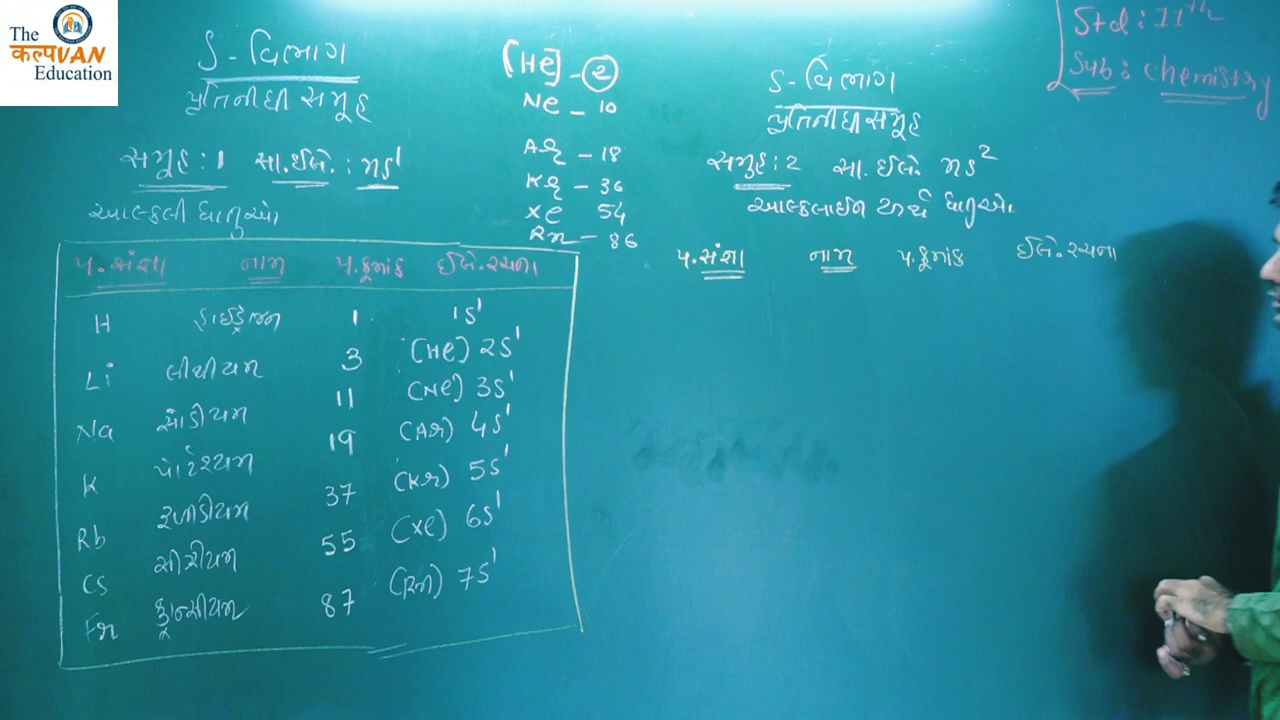 The
कल्पVAN
Education
S - વિભાગ
પ્રતિનીધી સમૂહ
સમૂહ : 1 સા.ઈલે. : nS¹
આલ્કલી ધાતુઓ
[He] - 2
Ne - 10
Ar - 18
Kr - 36
Xe 54
Rn - 86
S - વિભાગ
પ્રતિનીધી સમૂહ
સમૂહ : 2 સા. ઈલે. nS²
આલ્કલાઈન અર્થ ધાતુઓ.
Std : 11th
Sub : chemistry
પ. સંજ્ઞા નામ પ. ક્રમાંક ઈલે. રચના
H હાઈડ્રોજન 1 1S¹
Li લીથીયમ 3 (He) 2S¹
Na સોડીયમ 11 (Ne) 3S¹
K પોટેશ્યમ 19 (Ar) 4S¹
Rb રૂબીડીયમ 37 (Kr) 5S¹
Cs સીઝીયમ 55 (Xe) 6S¹
Fr ફ્રાન્સીયમ 87 (Rn) 7S¹
પ. સંજ્ઞા નામ પ. ક્રમાંક ઈલે. રચના